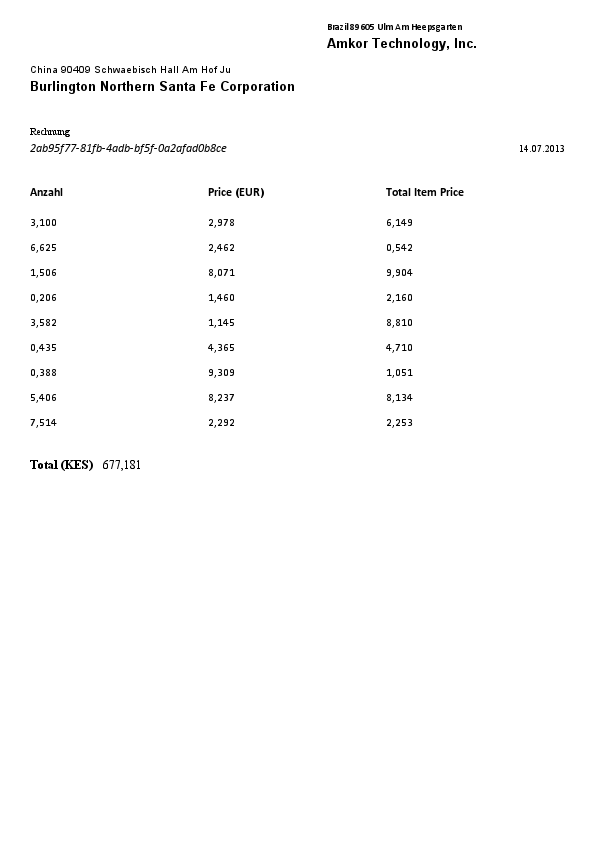 Brazil 89605 Ulm Am Heepsgarten
Amkor Technology, Inc.
China 90409 Schwaebisch Hall Am Hof Ju
Burlington Northern Santa Fe Corporation
Rechnung
2ab95f77-81fb-4adb-bf5f-0a2afad0b8ce 14.07.2013
Anzahl Price (EUR) Total Item Price
3,100 2,978 6,149
6,625 2,462 0,542
1,506 8,071 9,904
0,206 1,460 2,160
3,582 1,145 8,810
0,435 4,365 4,710
0,388 9,309 1,051
5,406 8,237 8,134
7,514 2,292 2,253
Total (KES) 677,181